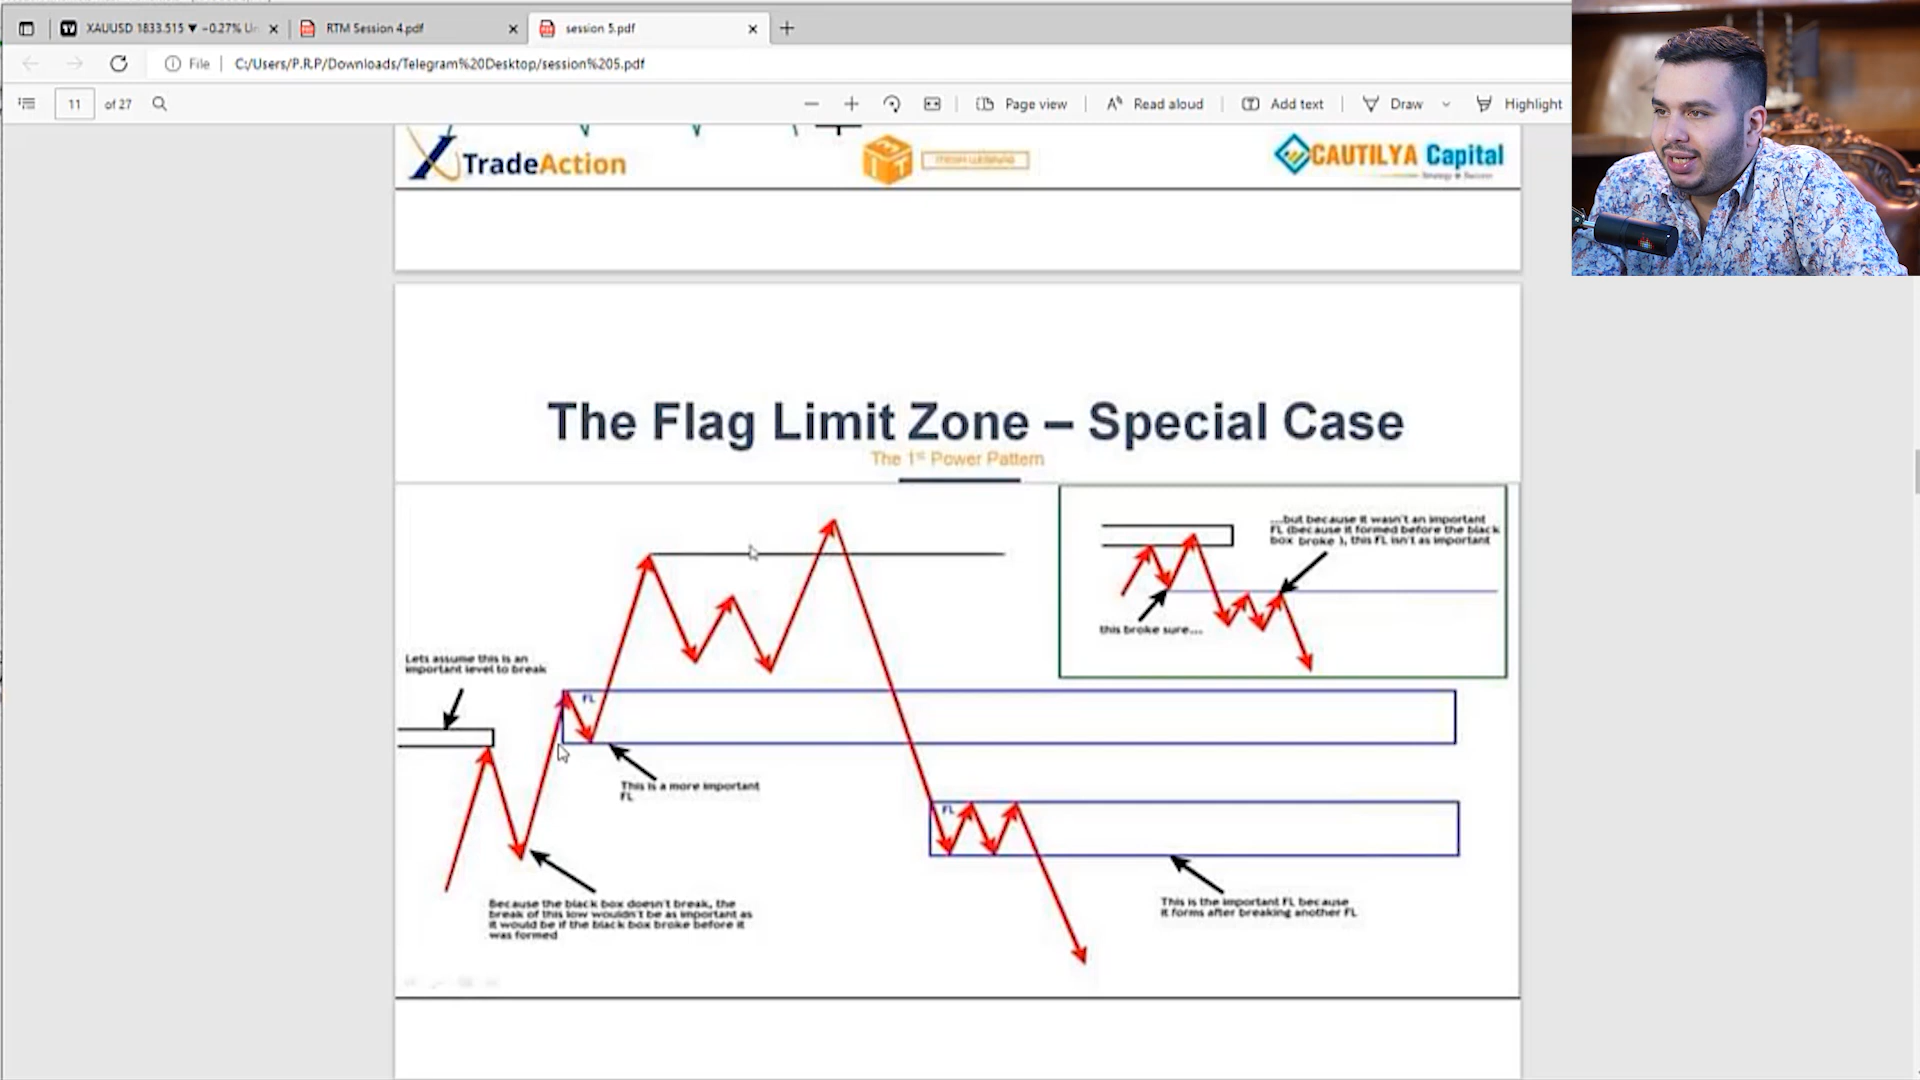 XAUUSD 1833.515 ▼ −0.27% Un
RTM Session 4.pdf
session 5.pdf
File
C:/Users/P.R.P/Downloads/Telegram%20Desktop/session%205.pdf
11 of 27
Page view
Read aloud
Add text
Draw
Highlight
TradeAction
CAUTILYA Capital
The Flag Limit Zone – Special Case
The 1st Power Pattern
....but because it wasn't an important
FL (because it formed before the black
box broke ), this FL isn't as important
this broke sure...
Lets assume this is an
important level to break
FL
This is a more important
FL
FL
Because the black box doesn't break, the
break of this low wouldn't be as important as
it would be if the black box broke before it
was formed
This is the important FL because
it forms after breaking another FL